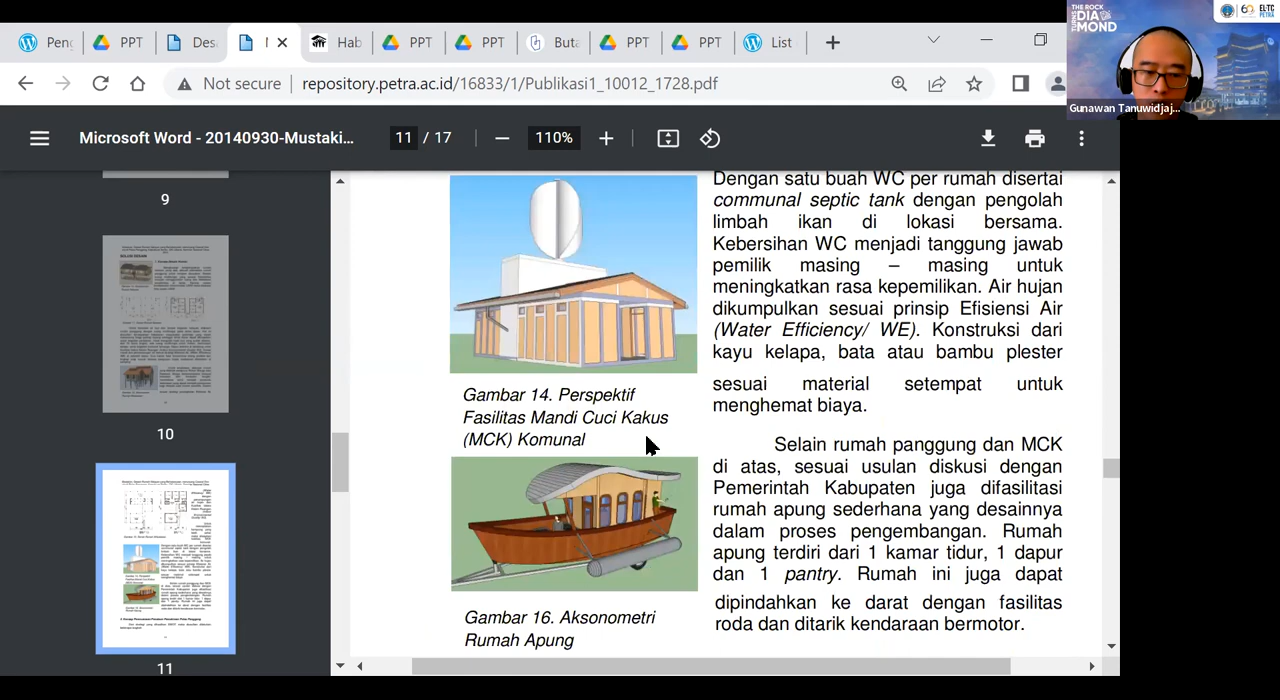 Peng
PPT
Des
Hab
PPT
PPT
Buta
PPT
PPT
List
Not secure
repository.petra.ac.id/16833/1/Publikasi1_10012_1728.pdf
THE ROCK
TURNS
DIAMOND
60
ELTC
PETRA
Gunawan Tanuwidjaj...
Microsoft Word - 20140930-Mustaki...
11 / 17
110%
9
10
11
Dengan satu buah WC per rumah disertai
communal septic tank dengan pengolah
limbah ikan di lokasi bersama.
Kebersihan WC menjadi tanggung jawab
pemilik masing – masing untuk
meningkatkan rasa kepemilikan. Air hujan
dikumpulkan sesuai prinsip Efisiensi Air
(Water Efficiency/ WE). Konstruksi dari
kayu kelapa, bata atau bambu plester
sesuai material setempat untuk
menghemat biaya.
Gambar 14. Perspektif
Fasilitas Mandi Cuci Kakus
(MCK) Komunal
Selain rumah panggung dan MCK
di atas, sesuai usulan diskusi dengan
Pemerintah Kabupaten juga difasilitasi
rumah apung sederhana yang desainnya
dalam proses pengembangan. Rumah
apung terdiri dari 1 kamar tidur, 1 dapur
dan 1 pantry. Rumah ini juga dapat
dipindahkan ke darat dengan fasilitas
roda dan ditarik kendaraan bermotor.
Gambar 16. Aksonometri
Rumah Apung